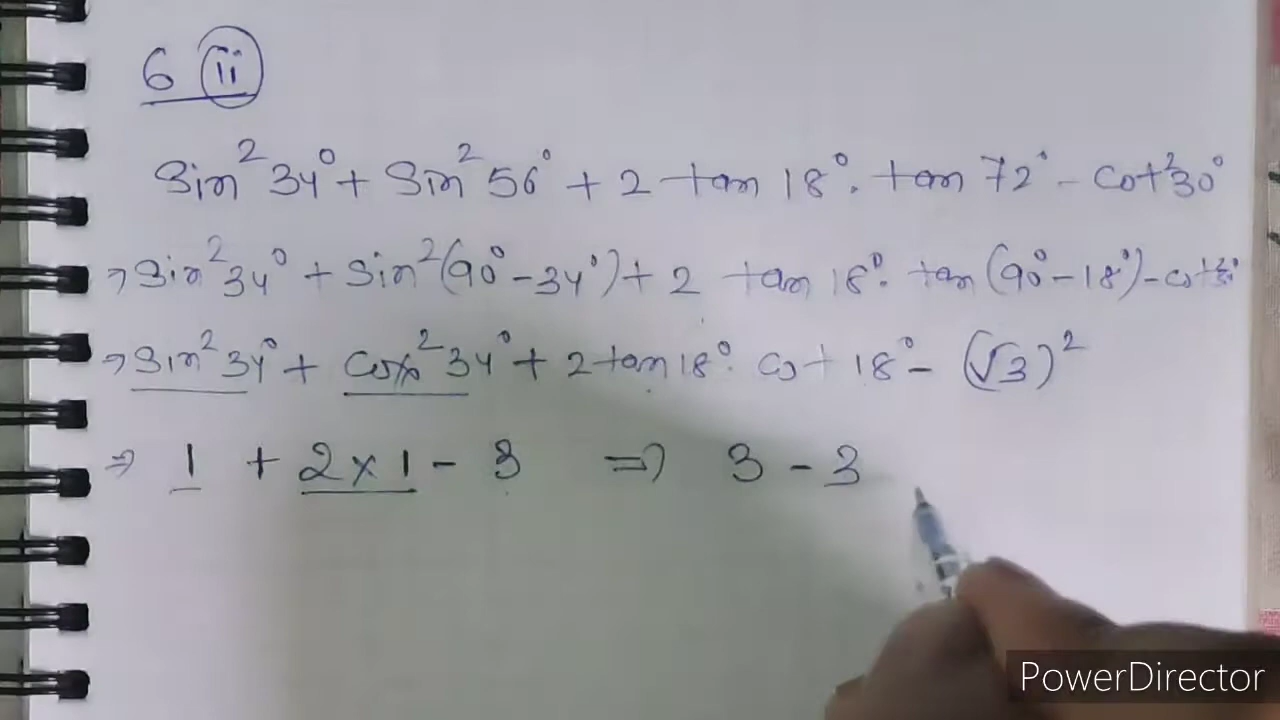 6 (ii)
Sin²34° + Sin²56° + 2 tan 18° . tan 72° - cot²30°
⇒ Sin²34° + Sin²(90° - 34°) + 2 tan 18° . tan (90° - 18°) - cot²30°
⇒ Sin²34° + Cos²34° + 2 tan 18° . cot 18° - (√3)²
⇒ 1 + 2 × 1 - 3 ⇒ 3 - 3
PowerDirector